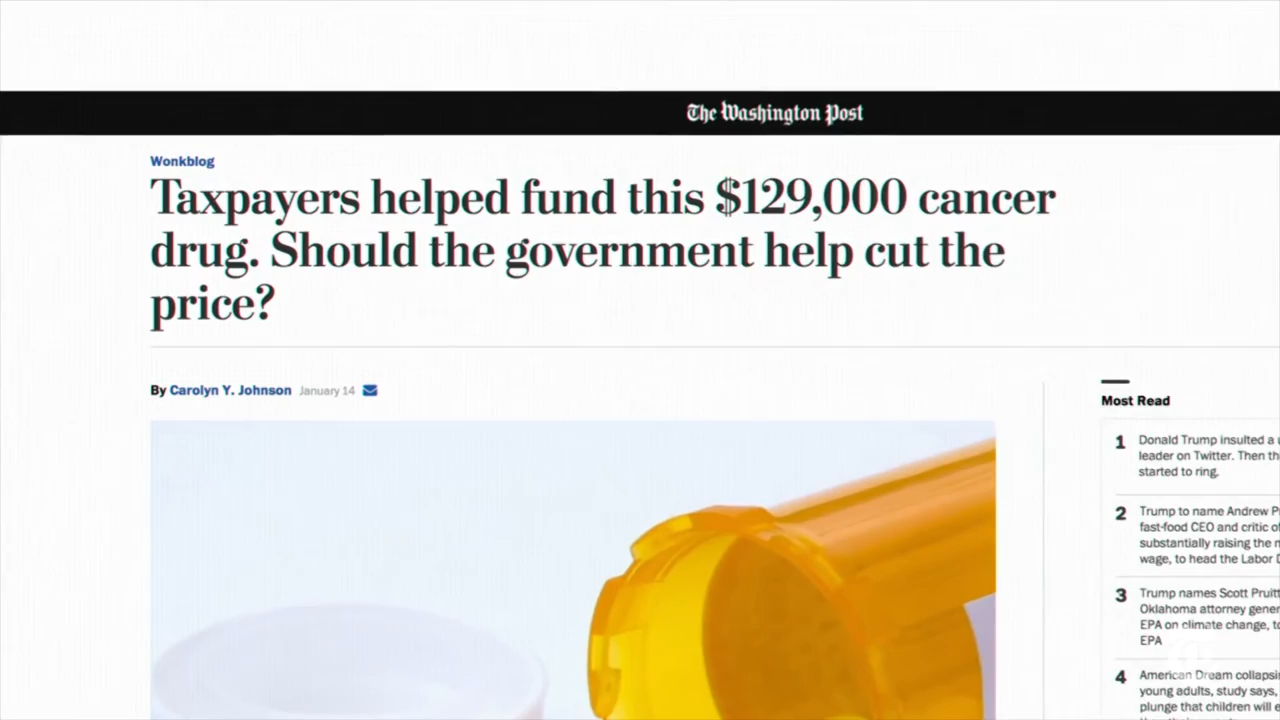 The Washington Post
Wonkblog
Taxpayers helped fund this $129,000 cancer
drug. Should the government help cut the
price?
By Carolyn Y. Johnson January 14
Most Read
1 Donald Trump insulted a
leader on Twitter. Then
started to ring.
2 Trump to name Andrew
fast-food CEO and critic
substantially raising the
wage, to head the Labor
3 Trump names Scott Pruitt
Oklahoma attorney
EPA on climate change,
EPA
4 American Dream
young adults, study says,
plunge that children will